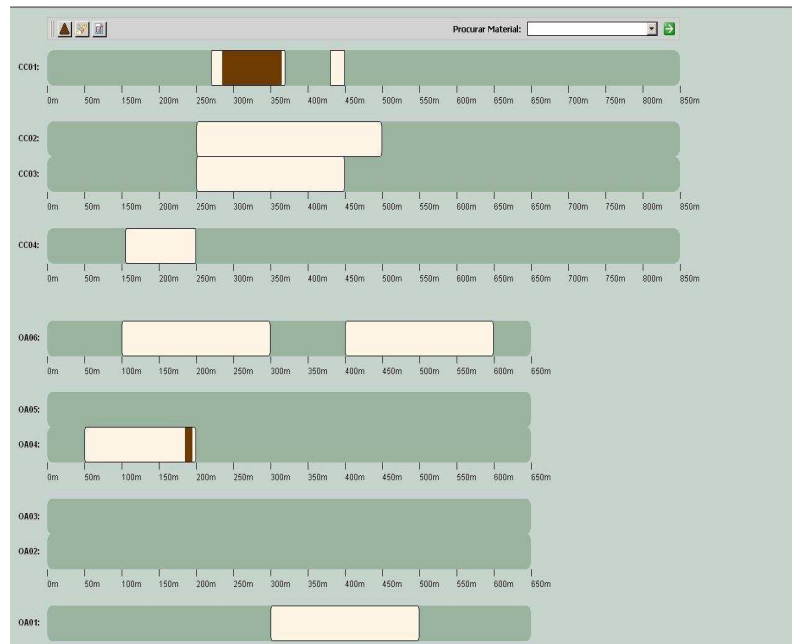 Procurar Material:
CC01:
0m 50m 150m 150m 200m 250m 300m 350m 400m 450m 500m 550m 600m 650m 700m 750m 800m 850m
CC02:
CC03:
0m 50m 150m 150m 200m 250m 300m 350m 400m 450m 500m 550m 600m 650m 700m 750m 800m 850m
CC04:
0m 50m 150m 150m 200m 250m 300m 350m 400m 450m 500m 550m 600m 650m 700m 750m 800m 850m
OA06:
0m 50m 100m 150m 200m 250m 300m 350m 400m 450m 500m 550m 600m 650m
OA05:
OA04:
0m 50m 100m 150m 200m 250m 300m 350m 400m 450m 500m 550m 600m 650m
OA03:
OA02:
0m 50m 100m 150m 200m 250m 300m 350m 400m 450m 500m 550m 600m 650m
OA01: